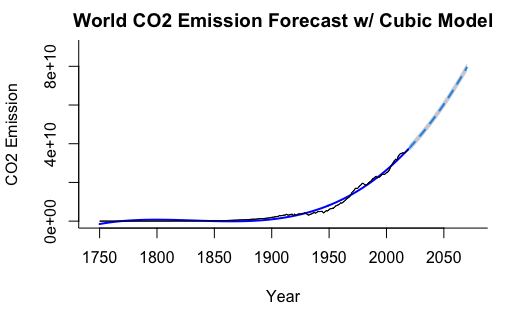 World CO2 Emission Forecast w/ Cubic Model
CO2 Emission
8e+10
4e+10
0e+00
1750 1800 1850 1900 1950 2000 2050
Year